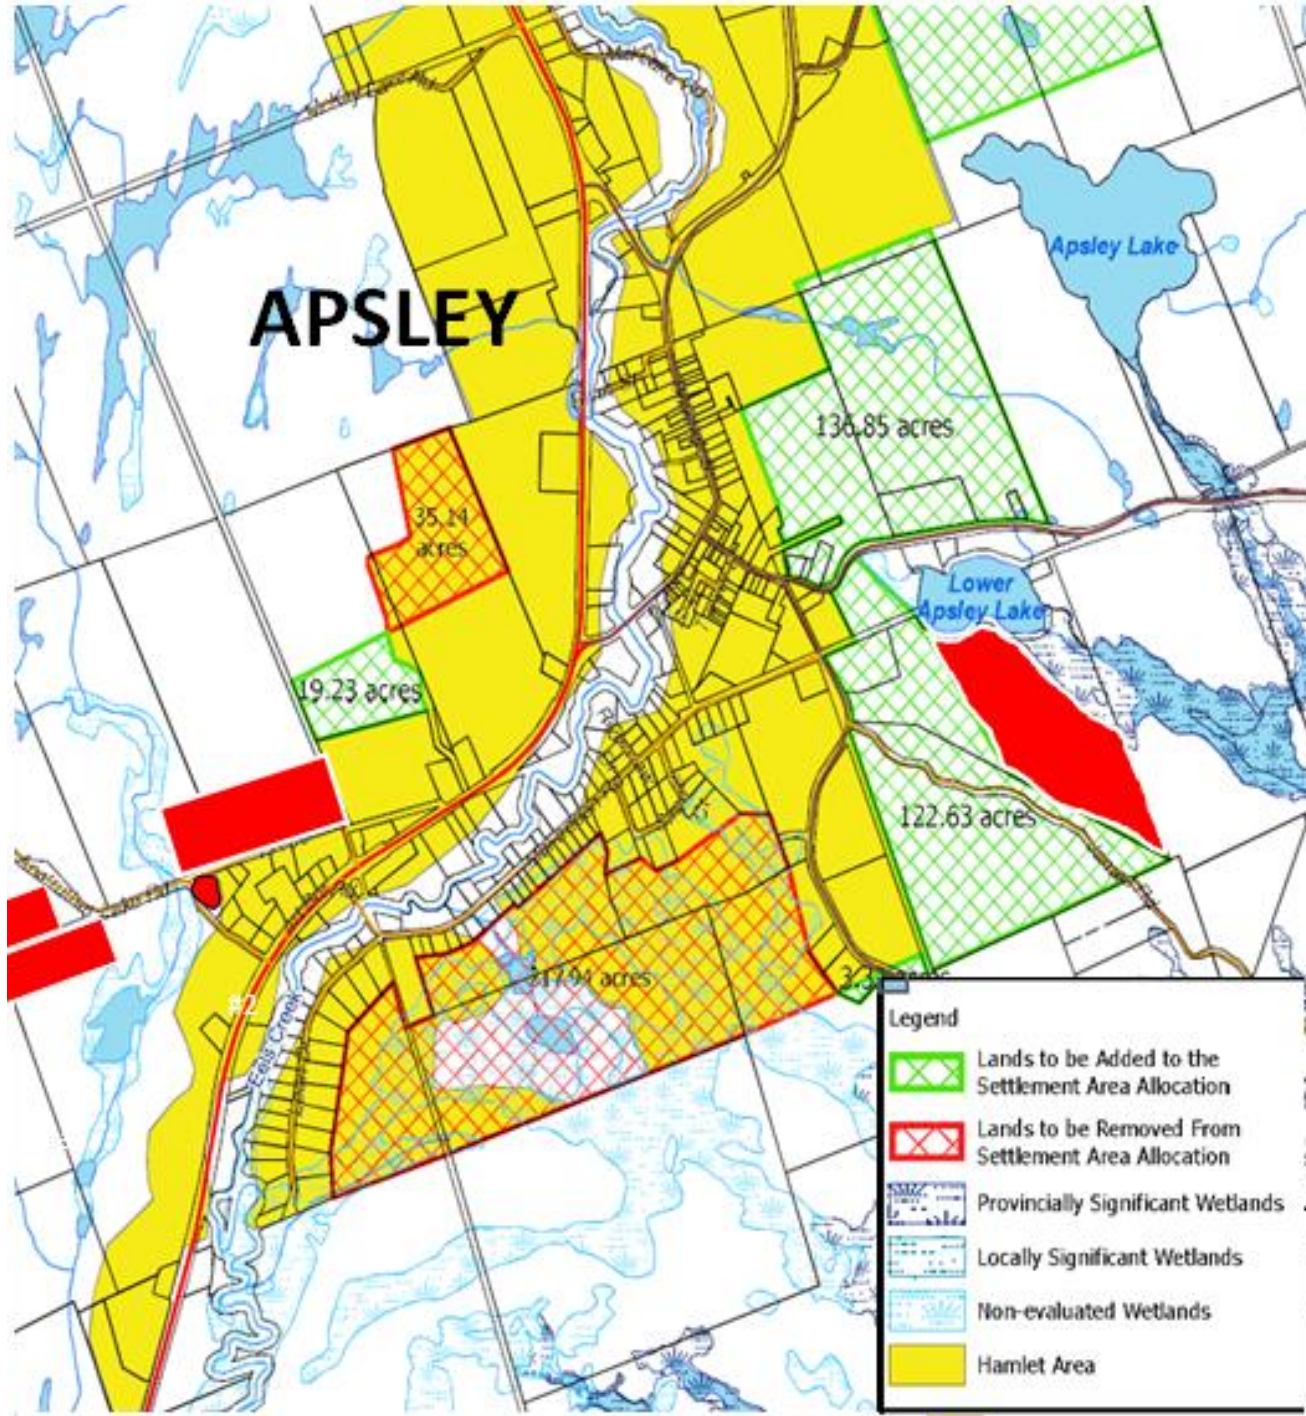 APSLEY
Apsley Lake
136.85 acres
35.14
acres
Lower
Apsley Lake
19.23 acres
122.63 acres
acres
#2
Eels Creek
Legend
Lands to be Added to the
Settlement Area Allocation
Lands to be Removed From
Settlement Area Allocation
Provincially Significant Wetlands
Locally Significant Wetlands
Non-evaluated Wetlands
Hamlet Area